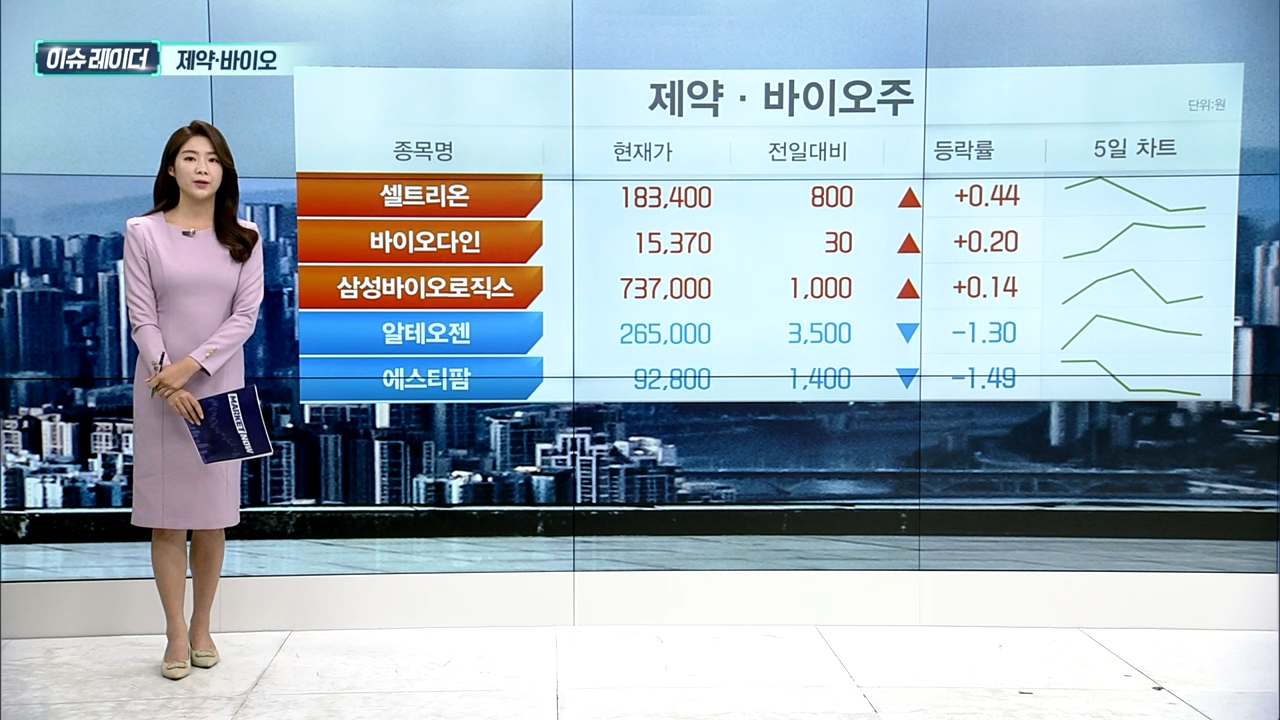 이슈 레이더 제약·바이오
제약·바이오주
단위:원
종목명 현재가 전일대비 등락률 5일 차트
셀트리온 183,400 800 ▲ +0.44
바이오다인 15,370 30 ▲ +0.20
삼성바이오로직스 737,000 1,000 ▲ +0.14
알테오젠 265,000 3,500 ▼ -1.30
에스티팜 92,800 1,400 ▼ -1.49
MARKET NOW